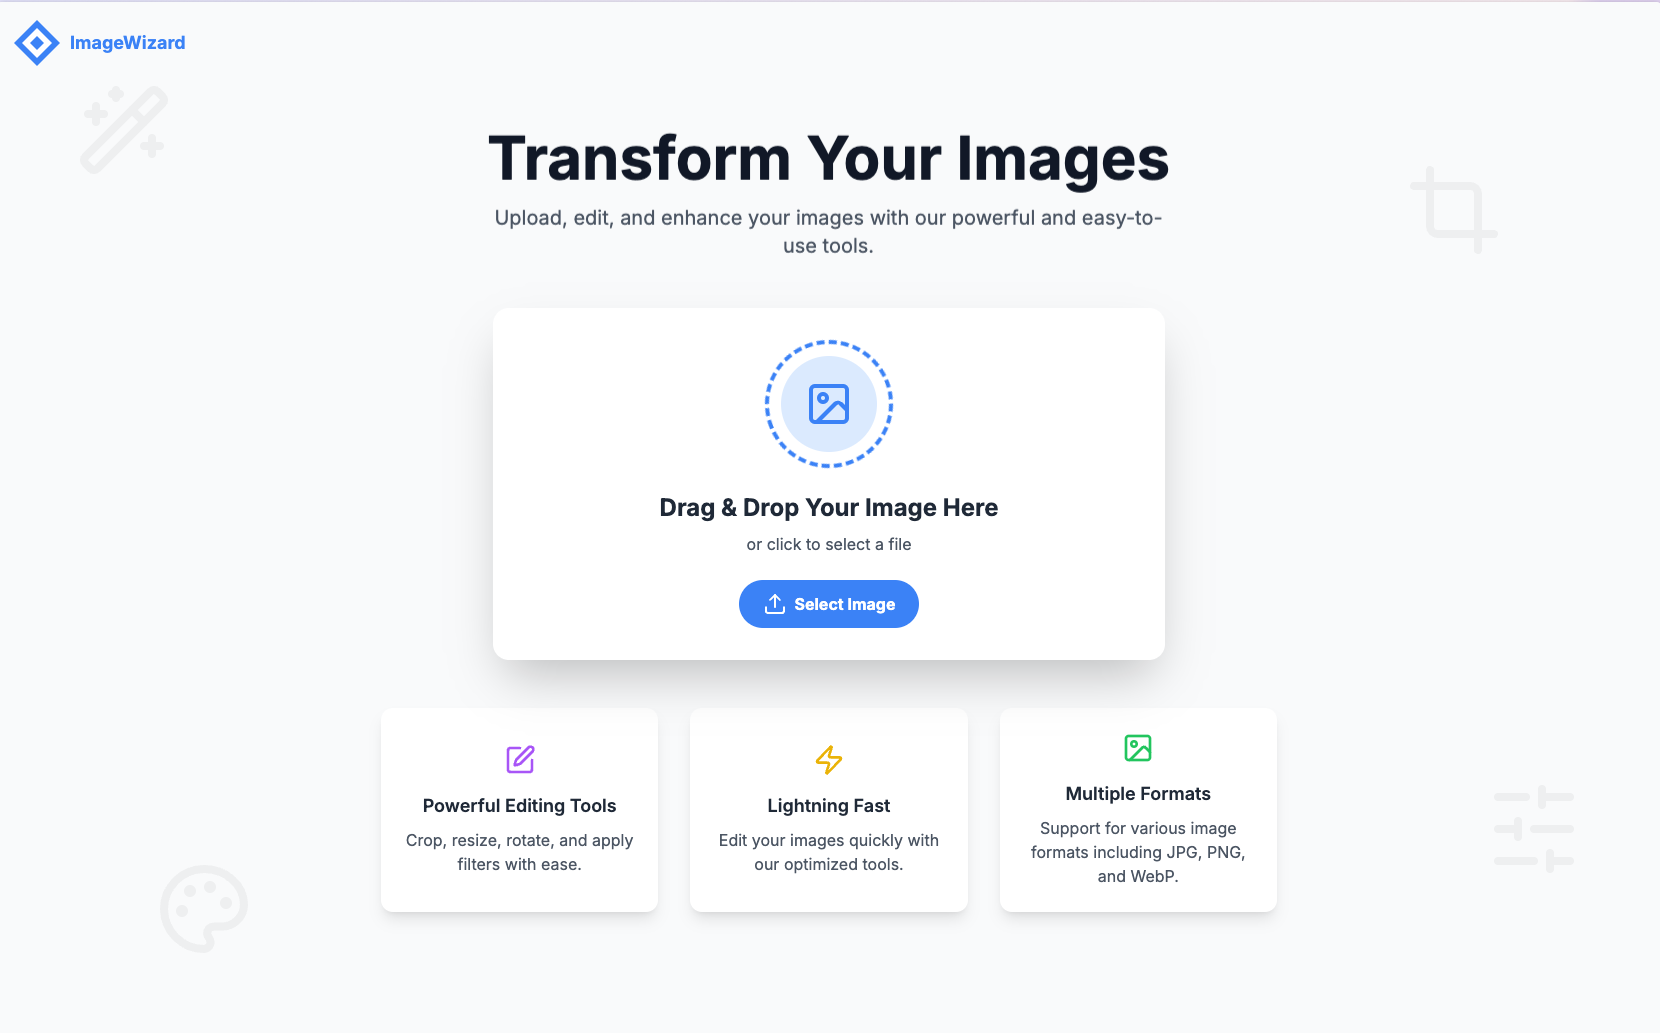 ImageWizard
Transform Your Images
Upload, edit, and enhance your images with our powerful and easy-to-
use tools.
Drag & Drop Your Image Here
or click to select a file
Select Image
Powerful Editing Tools
Crop, resize, rotate, and apply
filters with ease.
Lightning Fast
Edit your images quickly with
our optimized tools.
Multiple Formats
Support for various image
formats including JPG, PNG,
and WebP.